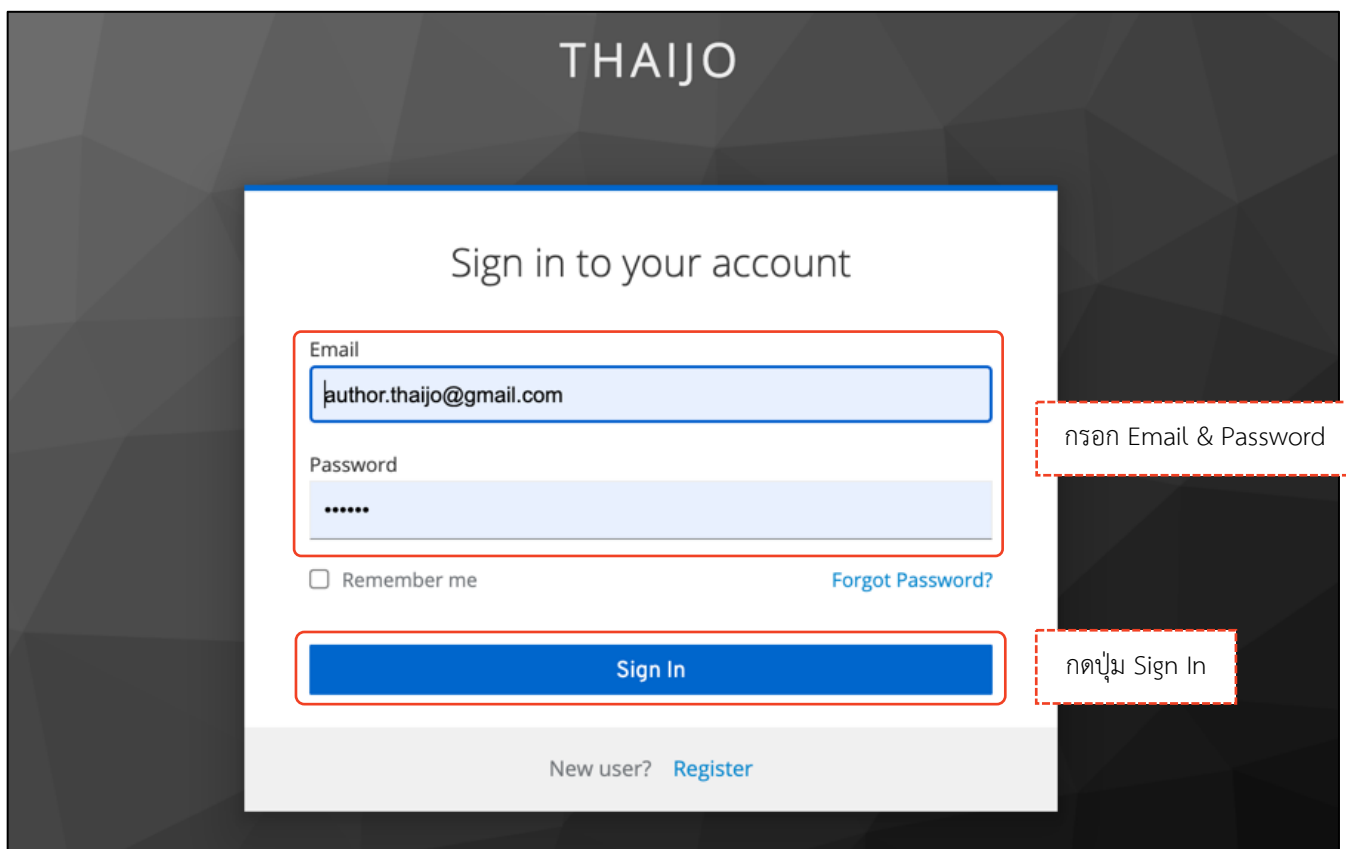 THAIJO
Sign in to your account
Email
author.thaijo@gmail.com
กรอก Email & Password
Password
••••••
Remember me
Forgot Password?
Sign In
กดปุ่ม Sign In
New user? Register